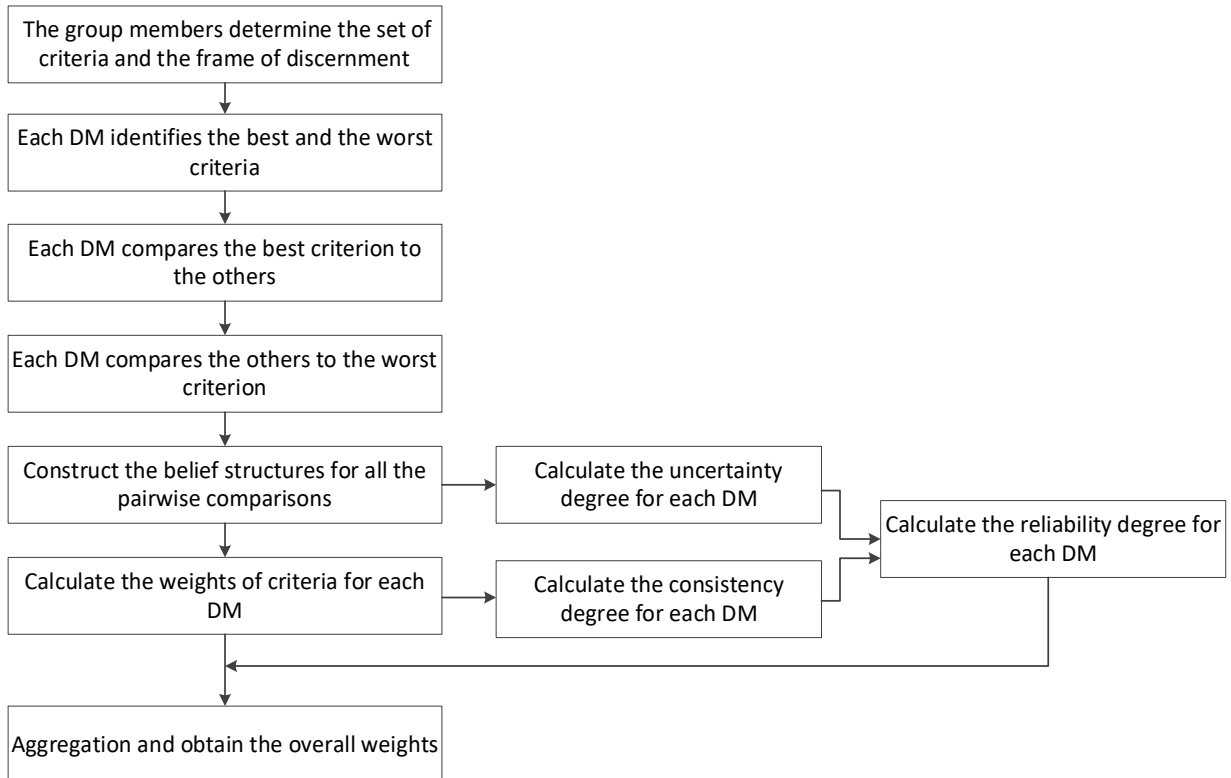 The group members determine the set of
criteria and the frame of discernment
Each DM identifies the best and the worst
criteria
Each DM compares the best criterion to
the others
Each DM compares the others to the worst
criterion
Construct the belief structures for all the
pairwise comparisons
Calculate the uncertainty
degree for each DM
Calculate the reliability degree for
each DM
Calculate the weights of criteria for each
DM
Calculate the consistency
degree for each DM
Aggregation and obtain the overall weights